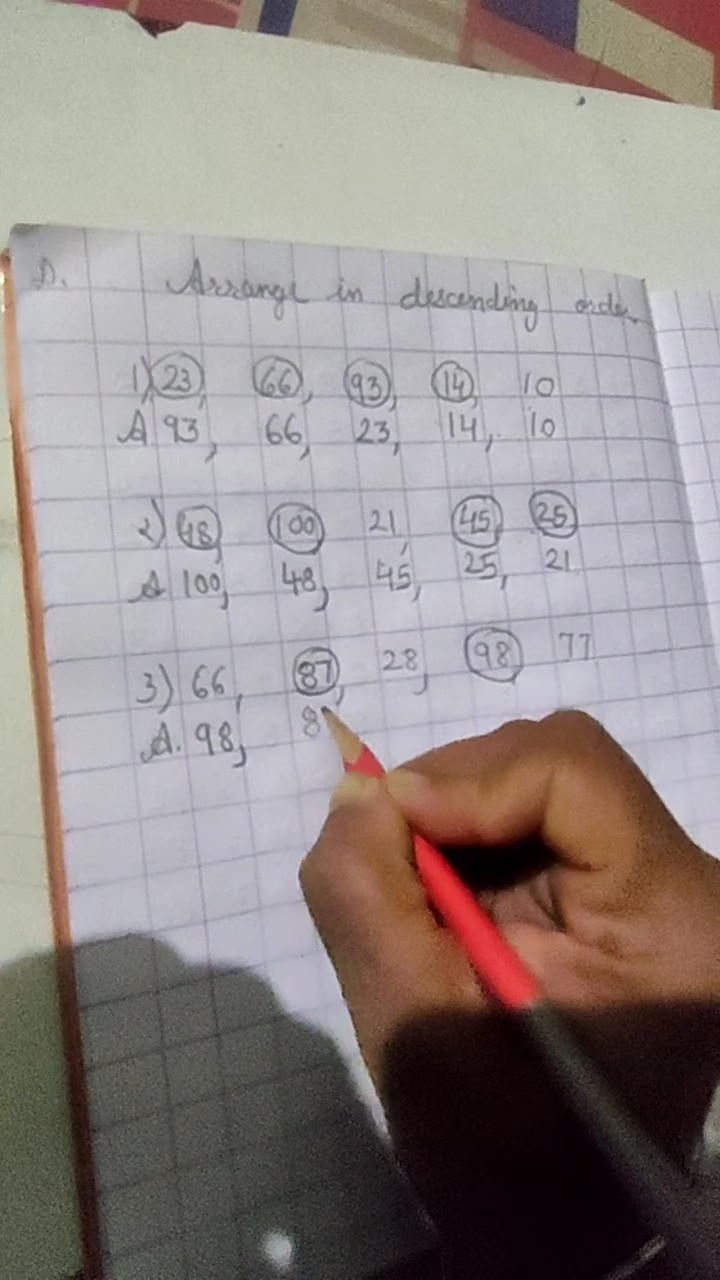 D. Arrange in descending order
1) 23, 66, 93, 14, 10
A 93, 66, 23, 14, 10
2) 48, 100 21, 45, 25
A 100, 48, 45, 25, 21
3) 66, 87, 28, 98 77
A. 98, 8